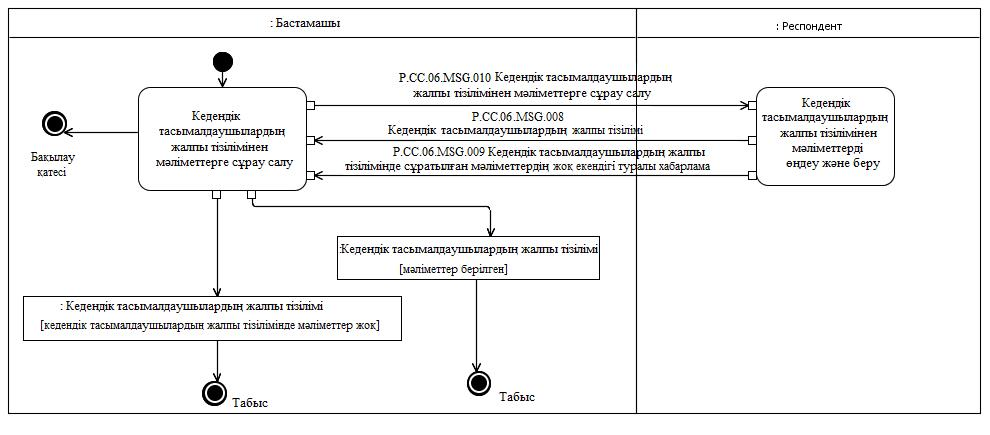 : Бастамашы
: Респондент
P.CC.06.MSG.010 Кедендік тасымалдаушылардың
жалпы тізілімінен мәліметтерге сұрау салу
P.CC.06.MSG.008
Кедендік тасымалдаушылардың жалпы тізілімі
P.CC.06.MSG.009 Кедендік тасымалдаушылардың жалпы
тізілімінде сұратылған мәліметтердің жоқ екендігі туралы хабарлама
Кедендік
тасымалдаушылардың
жалпы тізілімінен
мәліметтерге сұрау салу
Кедендік
тасымалдаушылардың
жалпы тізілімінен
мәліметтерді
өңдеу және беру
Бақылау
қатесі
:Кедендік тасымалдаушылардың жалпы тізілімі
[мәліметтер берілген]
: Кедендік тасымалдаушылардың жалпы тізілімі
[кедендік тасымалдаушылардың жалпы тізілімінде мәліметтер жоқ]
Табыс
Табыс